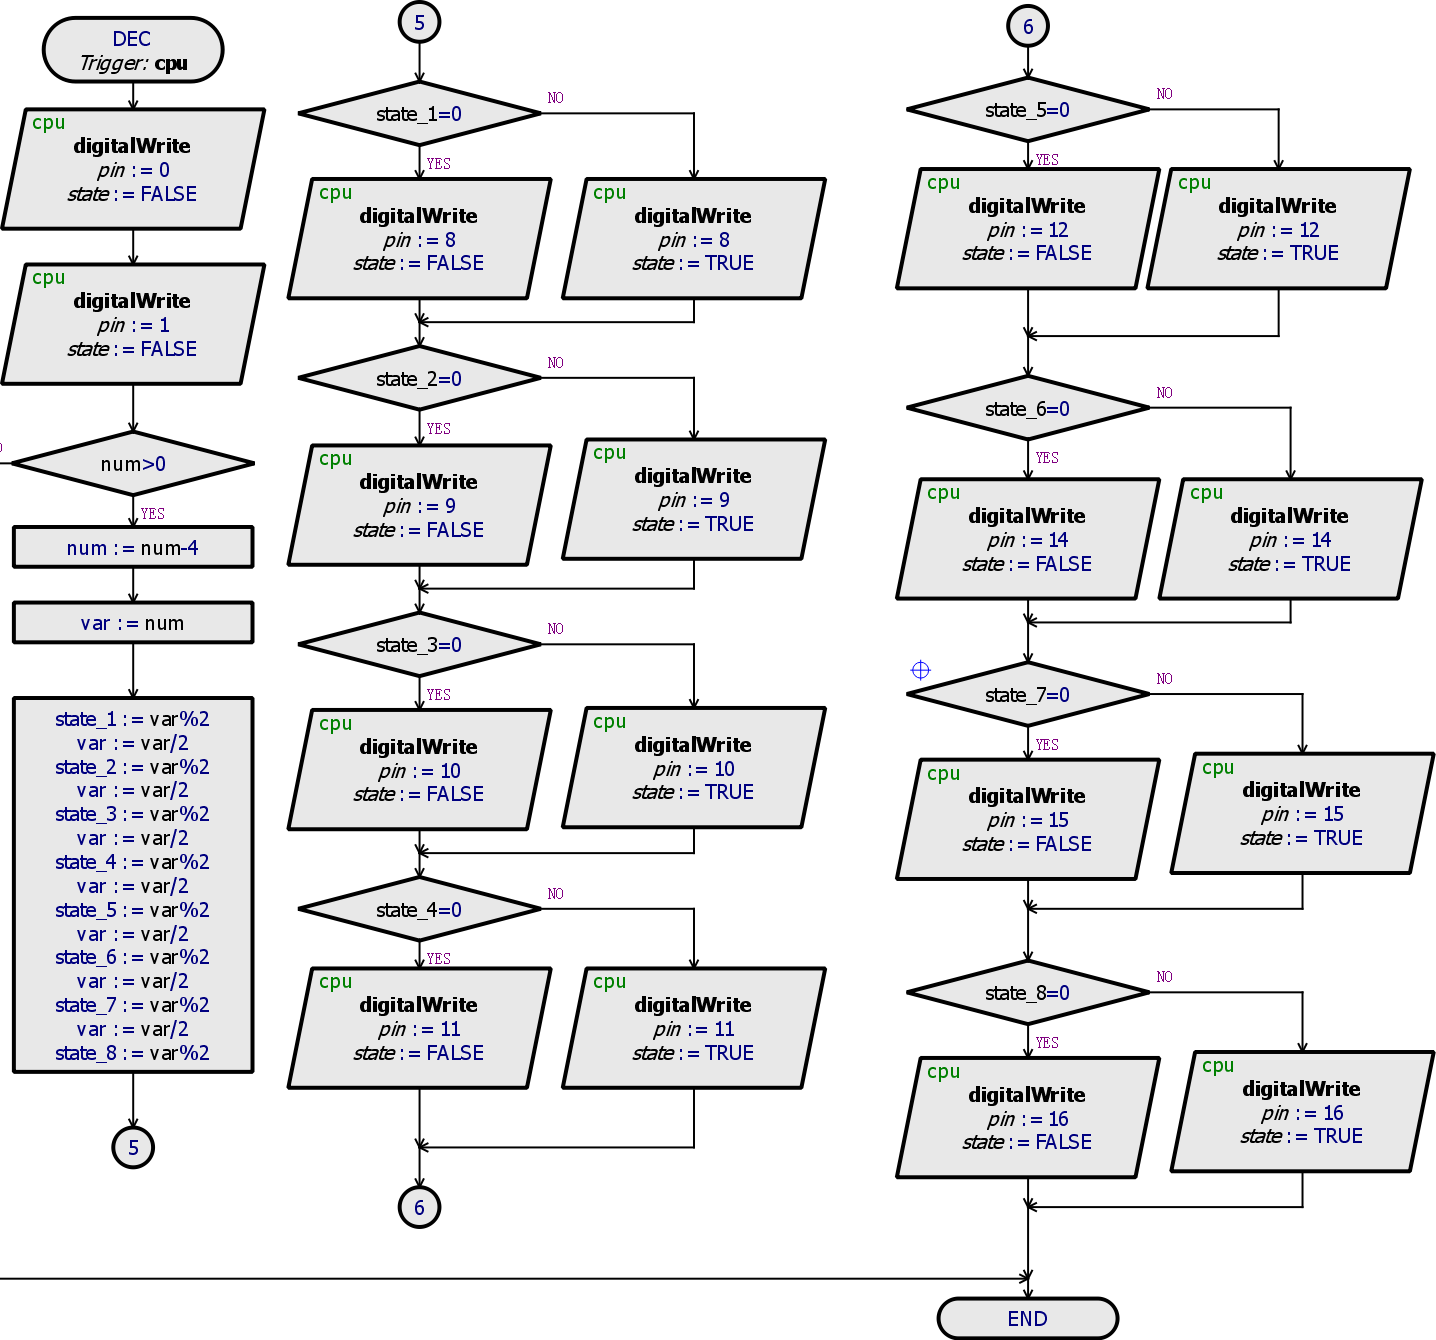 DEC
Trigger: cpu
cpu
digitalWrite
pin := 0
state := FALSE
cpu
digitalWrite
pin := 1
state := FALSE
num>0
YES
num := num-4
var := num
state_1 := var%2
var := var/2
state_2 := var%2
var := var/2
state_3 := var%2
var := var/2
state_4 := var%2
var := var/2
state_5 := var%2
var := var/2
state_6 := var%2
var := var/2
state_7 := var%2
var := var/2
state_8 := var%2
5
5
state_1=0
NO
YES
cpu
digitalWrite
pin := 8
state := FALSE
cpu
digitalWrite
pin := 8
state := TRUE
state_2=0
NO
YES
cpu
digitalWrite
pin := 9
state := FALSE
cpu
digitalWrite
pin := 9
state := TRUE
state_3=0
NO
YES
cpu
digitalWrite
pin := 10
state := FALSE
cpu
digitalWrite
pin := 10
state := TRUE
state_4=0
NO
YES
cpu
digitalWrite
pin := 11
state := FALSE
cpu
digitalWrite
pin := 11
state := TRUE
6
6
state_5=0
NO
YES
cpu
digitalWrite
pin := 12
state := FALSE
cpu
digitalWrite
pin := 12
state := TRUE
state_6=0
NO
YES
cpu
digitalWrite
pin := 14
state := FALSE
cpu
digitalWrite
pin := 14
state := TRUE
state_7=0
NO
YES
cpu
digitalWrite
pin := 15
state := FALSE
cpu
digitalWrite
pin := 15
state := TRUE
state_8=0
NO
YES
cpu
digitalWrite
pin := 16
state := FALSE
cpu
digitalWrite
pin := 16
state := TRUE
END